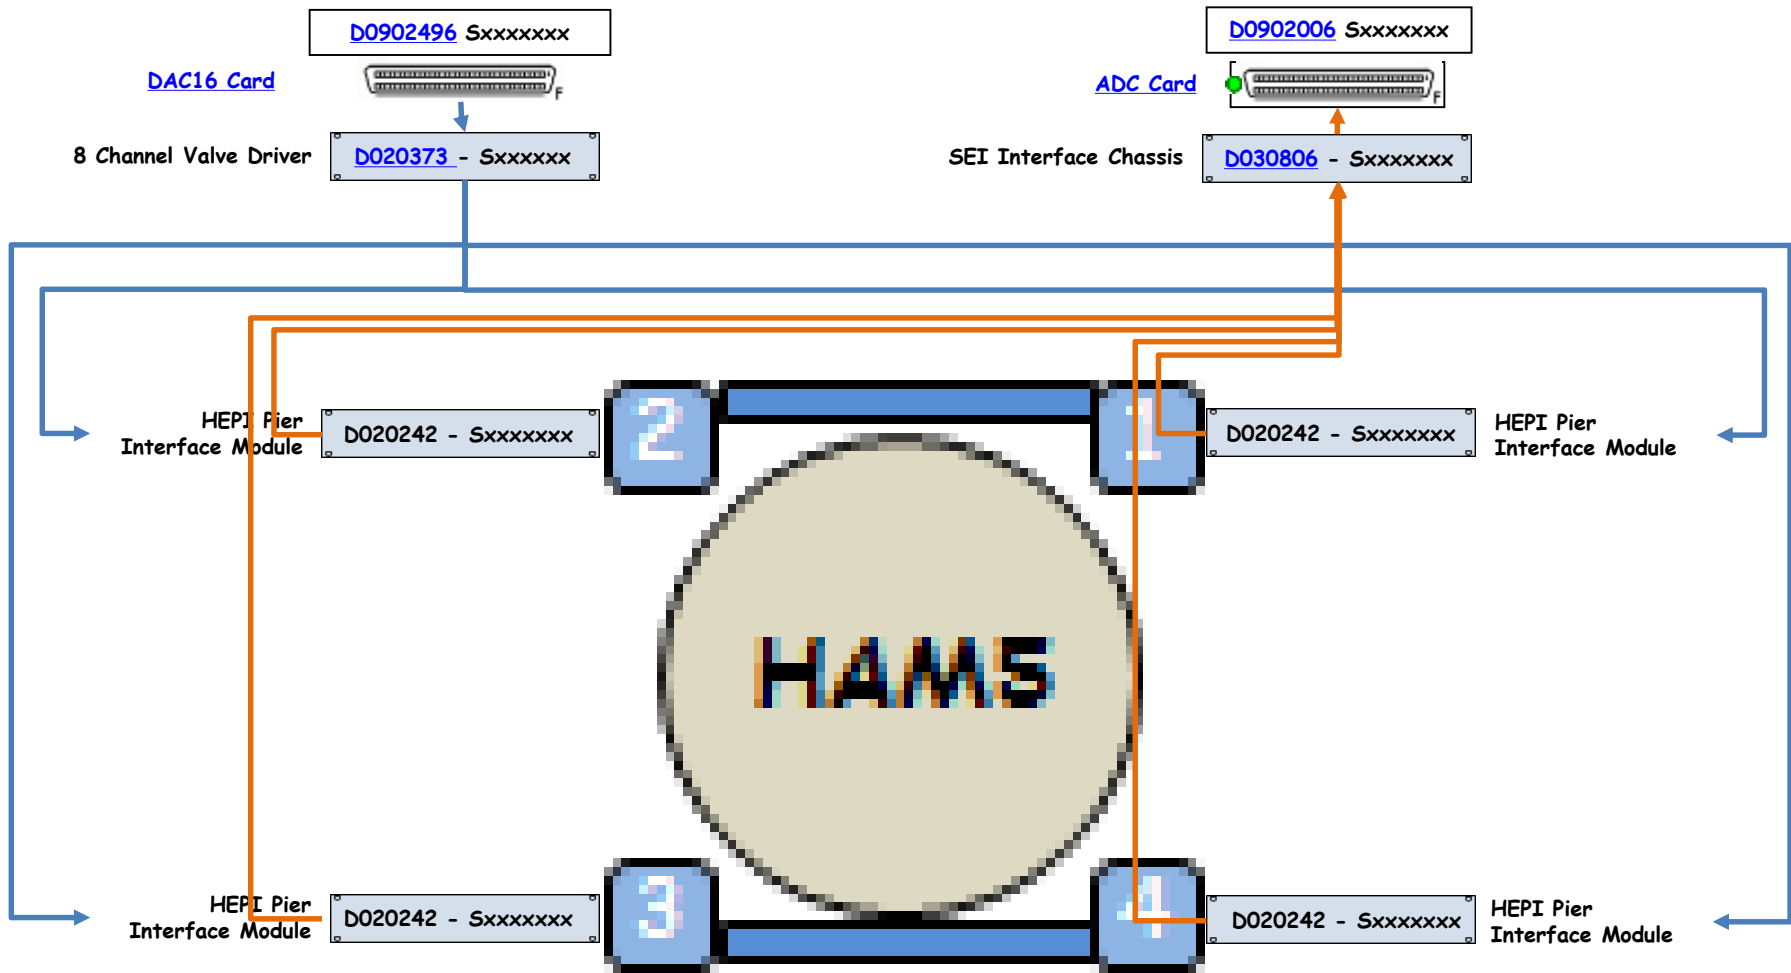 D0902496 Sxxxxxxx
D0902006 Sxxxxxxx
DAC16 Card
F
ADC Card
F
8 Channel Valve Driver
D020373 - Sxxxxxx
SEI Interface Chassis
D030806 - Sxxxxxxx
HEPI Pier
Interface Module
D020242 - Sxxxxxxx
2
1
D020242 - Sxxxxxxx
HEPI Pier
Interface Module
HAM5
HEPI Pier
Interface Module
D020242 - Sxxxxxxx
3
4
D020242 - Sxxxxxxx
HEPI Pier
Interface Module